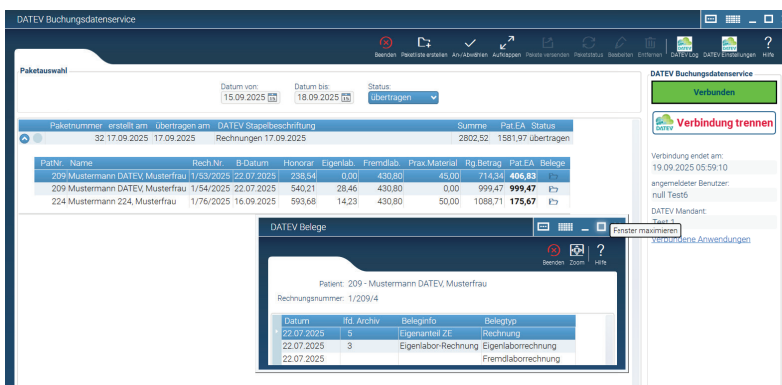 DATEV Buchungsdatenservice
Beenden Paketliste erstellen An-/Abwählen Aufklappen Pakete versenden Paketstatus Bearbeiten Entfernen DATEV Log DATEV Einstellungen Hilfe
Paketauswahl
Datum von: Datum bis: Status:
15.09.2025 18.09.2025 übertragen
Paketnummer erstellt am übertragen am DATEV Stapelbeschriftung Summe Pat.EA Status
32 17.09.2025 17.09.2025 Rechnungen 17.09.2025 2802,52 1581,97 übertragen
PatNr. Name Rech.Nr. B-Datum Honorar Eigenlab. Fremdlab. Prax.Material Rg.Betrag Pat.EA Belege
209 Mustermann DATEV, Musterfrau 1/53/2025 22.07.2025 238,54 0,00 430,80 45,00 714,34 406,83
209 Mustermann DATEV, Musterfrau 1/54/2025 22.07.2025 540,21 28,46 430,80 0,00 999,47 999,47
224 Mustermann 224, Musterfrau 1/76/2025 16.09.2025 593,68 14,23 430,80 50,00 1088,71 175,67
DATEV Buchungsdatenservice
Verbunden
DATEV Verbindung trennen
Verbindung endet am:
19.09.2025 05:59:10
angemeldeter Benutzer:
null Test6
DATEV Mandant:
Test 1
Verbundene Anwendungen
DATEV Belege
Fenster maximieren
Beenden Zoom Hilfe
Patient: 209 - Mustermann DATEV, Musterfrau
Rechnungsnummer: 1/209/4
Datum lfd. Archiv Beleginfo Belegtyp
22.07.2025 5 Eigenanteil ZE Rechnung
22.07.2025 3 Eigenlabor-Rechnung Eigenlaborrechnung
22.07.2025 Fremdlaborrechnung